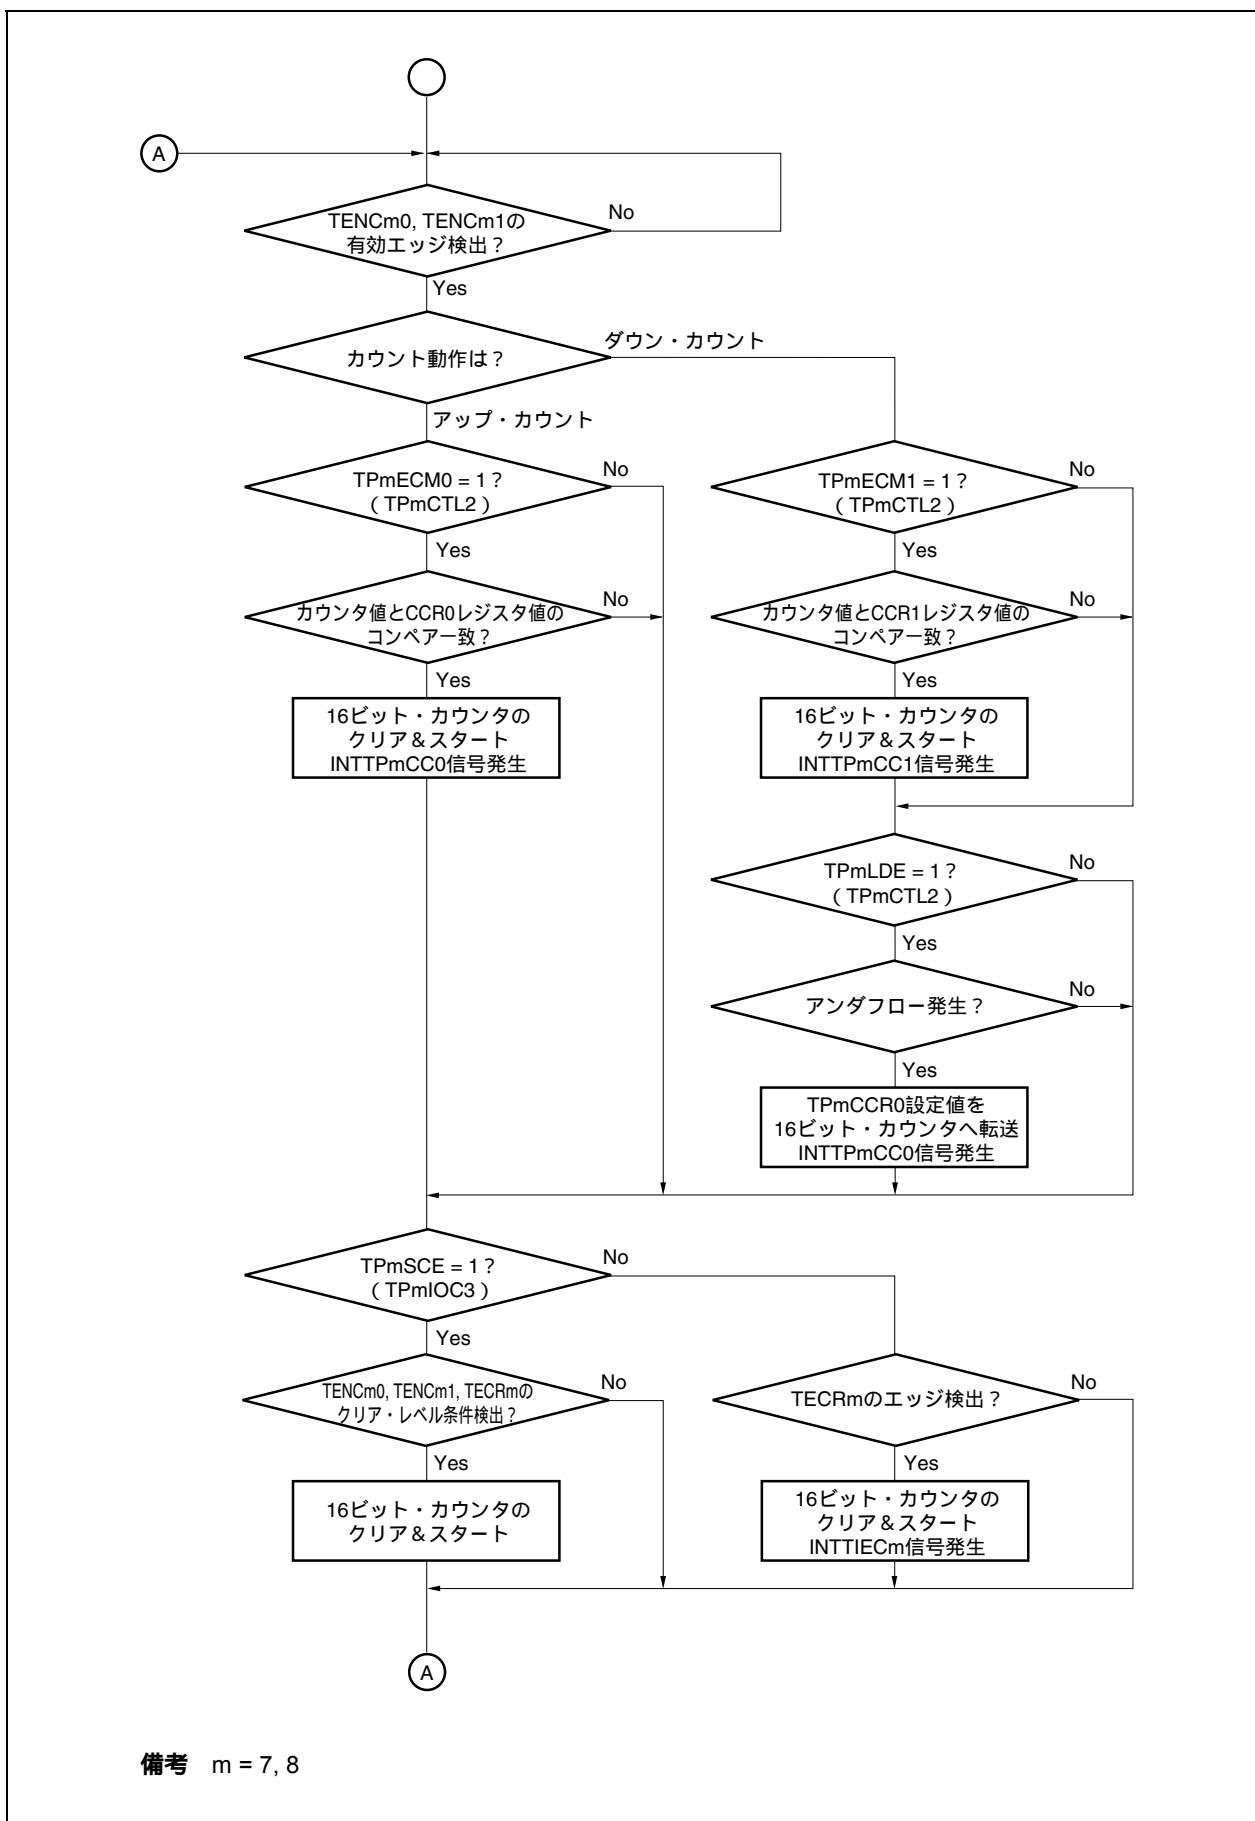 A
TENCm0, TENCm1の
有効エッジ検出？
No
Yes
カウント動作は？
ダウン・カウント
アップ・カウント
TPmECM0 = 1？
（TPmCTL2）
No
Yes
カウンタ値とCCR0レジスタ値の
コンペア一致？
No
Yes
16ビット・カウンタの
クリア＆スタート
INTTPmCC0信号発生
TPmECM1 = 1？
（TPmCTL2）
No
Yes
カウンタ値とCCR1レジスタ値の
コンペア一致？
No
Yes
16ビット・カウンタの
クリア＆スタート
INTTPmCC1信号発生
TPmLDE = 1？
（TPmCTL2）
No
Yes
アンダフロー発生？
No
Yes
TPmCCR0設定値を
16ビット・カウンタへ転送
INTTPmCC0信号発生
TPmSCE = 1？
（TPmIOC3）
No
Yes
TENCm0, TENCm1, TECRmの
クリア・レベル条件検出？
No
Yes
16ビット・カウンタの
クリア＆スタート
TECRmのエッジ検出？
No
Yes
16ビット・カウンタの
クリア＆スタート
INTTIECm信号発生
A
備考 m = 7, 8